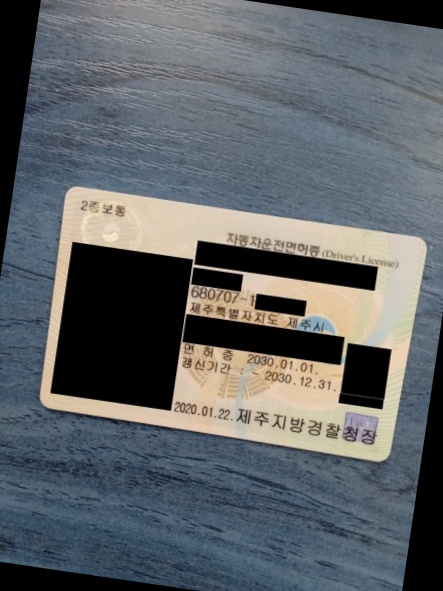 2종보통
자동차운전면허증 (Driver's License)
680707-1
제주특별자치도 제주시
면 허 증 2030.01.01.
갱신기간 : ~ 2030.12.31.
2020.01.22. 제주지방경찰청장